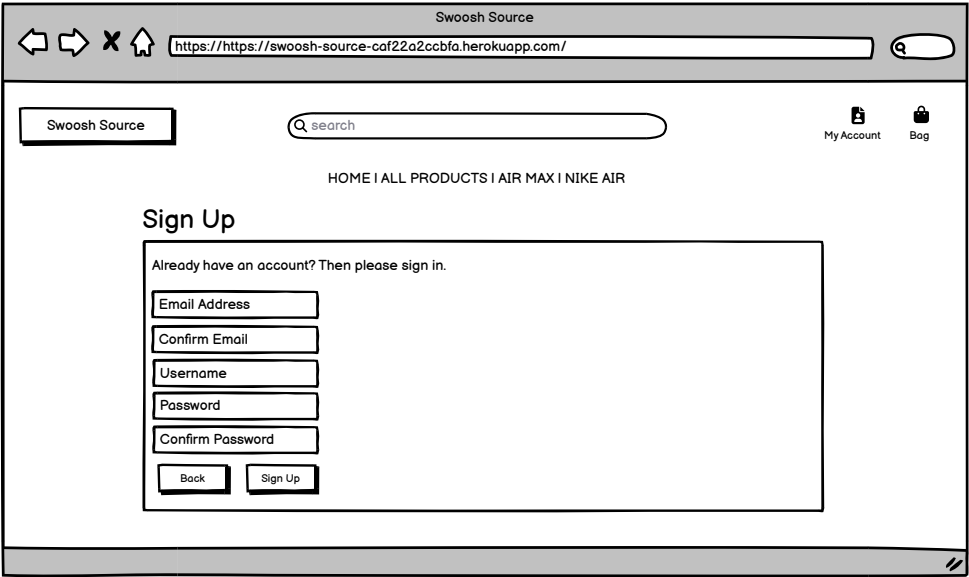 Swoosh Source
https://https://swoosh-source-caf22a2ccbfa.herokuapp.com/
Swoosh Source
search
My Account
Bag
HOME | ALL PRODUCTS | AIR MAX | NIKE AIR
Sign Up
Already have an account? Then please sign in.
Email Address
Confirm Email
Username
Password
Confirm Password
Back
Sign Up